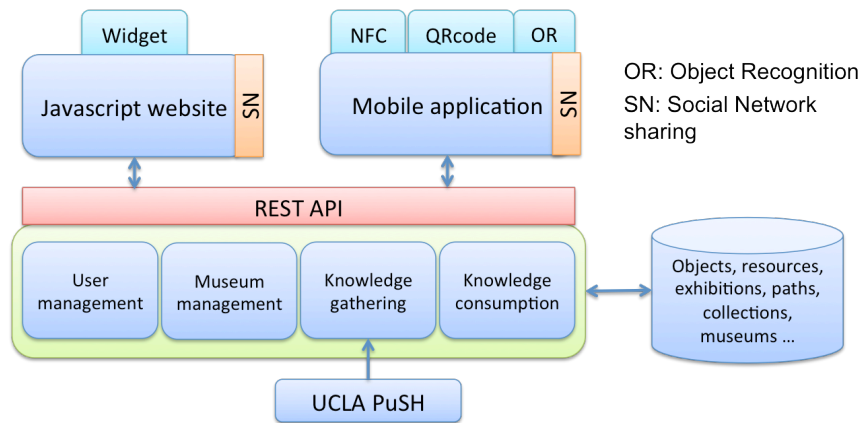 Widget
NFC
QRcode
OR
Javascript website
SN
Mobile application
SN
OR: Object Recognition
SN: Social Network
sharing
REST API
User
management
Museum
management
Knowledge
gathering
Knowledge
consumption
Objects, resources,
exhibitions, paths,
collections,
museums ...
UCLA PuSH